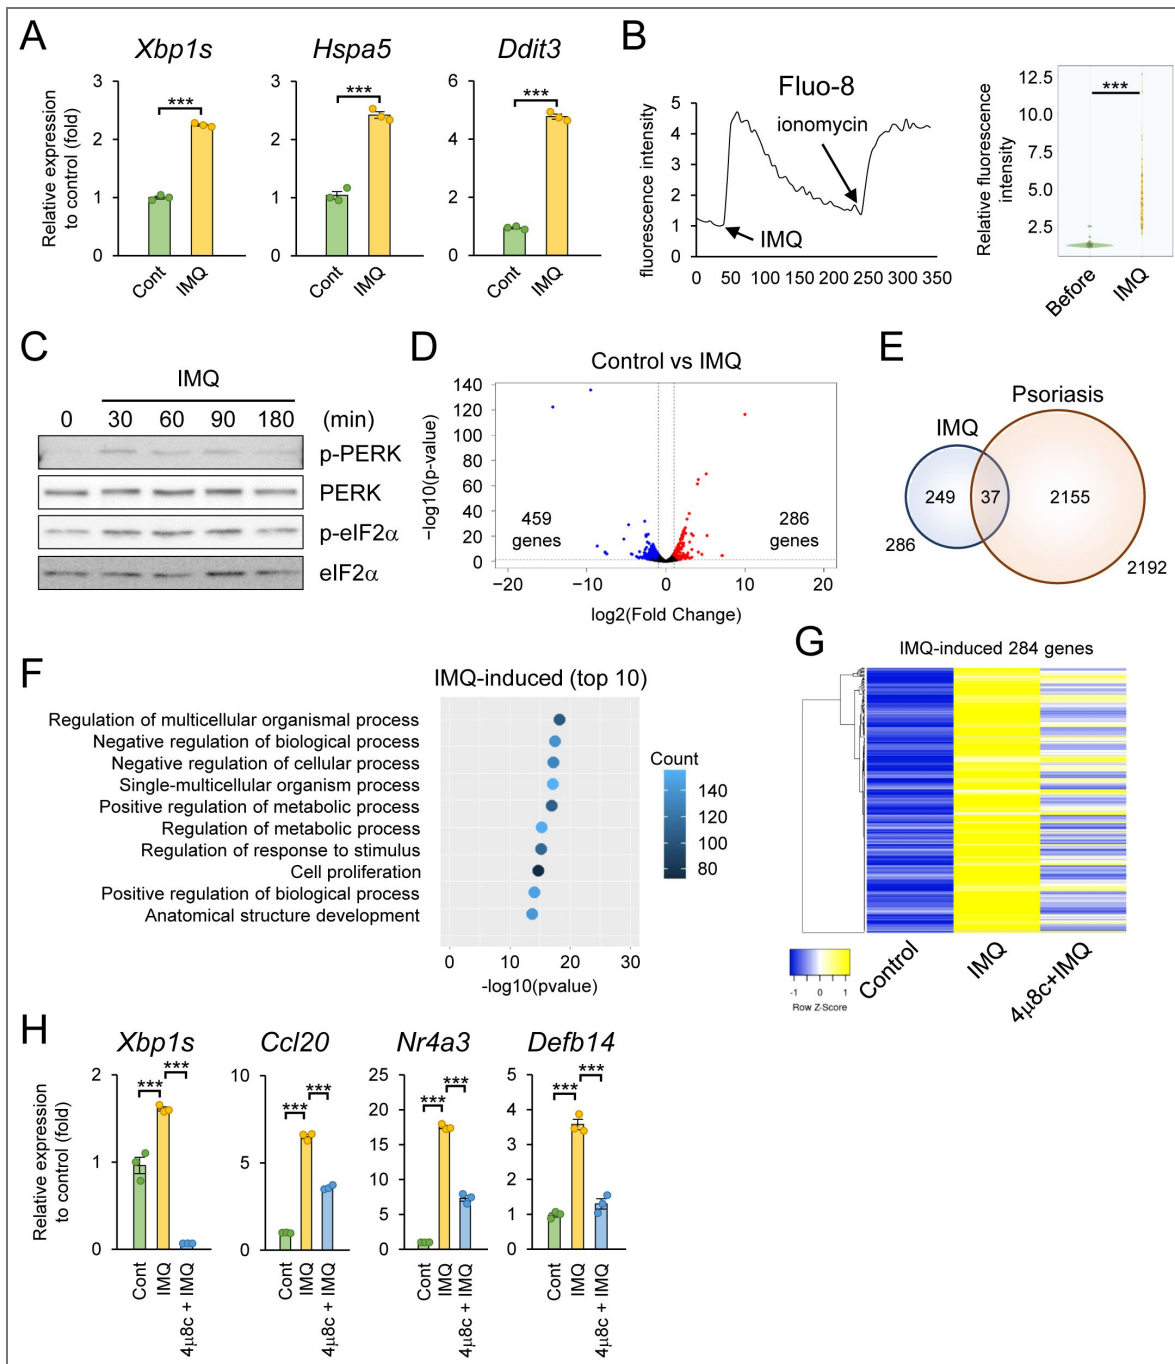 A
Xbp1s
Hspa5
Ddit3
Relative expression
to control (fold)
3
2
1
0
3
2
1
0
6
4
2
0
***
***
***
Cont
IMQ
Cont
IMQ
Cont
IMQ
B
Fluo-8
ionomycin
IMQ
fluorescence intensity
5
4
3
2
1
0
0 50 100 150 200 250 300 350
Relative fluorescence
intensity
12.5
10.0
7.5
5.0
2.5
***
Before
IMQ
C
IMQ
0 30 60 90 180 (min)
p-PERK
PERK
p-eIF2α
eIF2α
D
Control vs IMQ
−log10(p-value)
140
120
100
80
60
40
20
0
459
genes
286
genes
−20 −10 0 10 20
log2(Fold Change)
E
Psoriasis
IMQ
249 37 2155
286
2192
F
IMQ-induced (top 10)
Regulation of multicellular organismal process
Negative regulation of biological process
Negative regulation of cellular process
Single-multicellular organism process
Positive regulation of metabolic process
Regulation of metabolic process
Regulation of response to stimulus
Cell proliferation
Positive regulation of biological process
Anatomical structure development
0 10 20 30
-log10(pvalue)
Count
140
120
100
80
G
IMQ-induced 284 genes
Control
IMQ
4μ8c+IMQ
-1 0 1
Row Z-Score
H
Xbp1s
Ccl20
Nr4a3
Defb14
Relative expression
to control (fold)
2
1
0
10
5
0
25
20
15
10
5
0
5
4
3
2
1
0
*** ***
*** ***
*** ***
*** ***
Cont
IMQ
4μ8c + IMQ
Cont
IMQ
4μ8c + IMQ
Cont
IMQ
4μ8c + IMQ
Cont
IMQ
4μ8c + IMQ